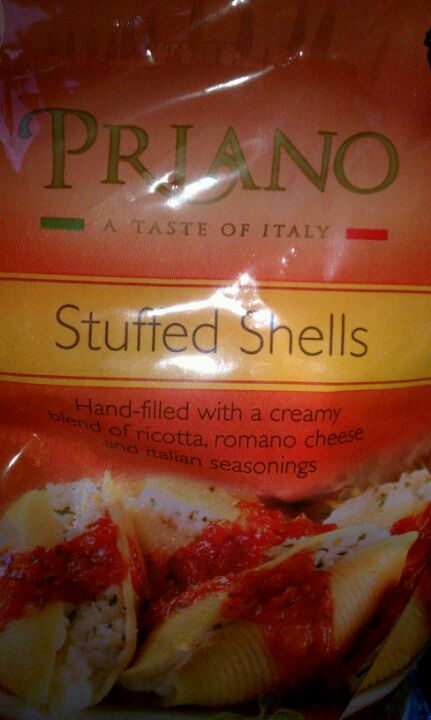 PRIANO
A TASTE OF ITALY
Stuffed Shells
Hand-filled with a creamy
blend of ricotta, romano cheese
and italian seasonings